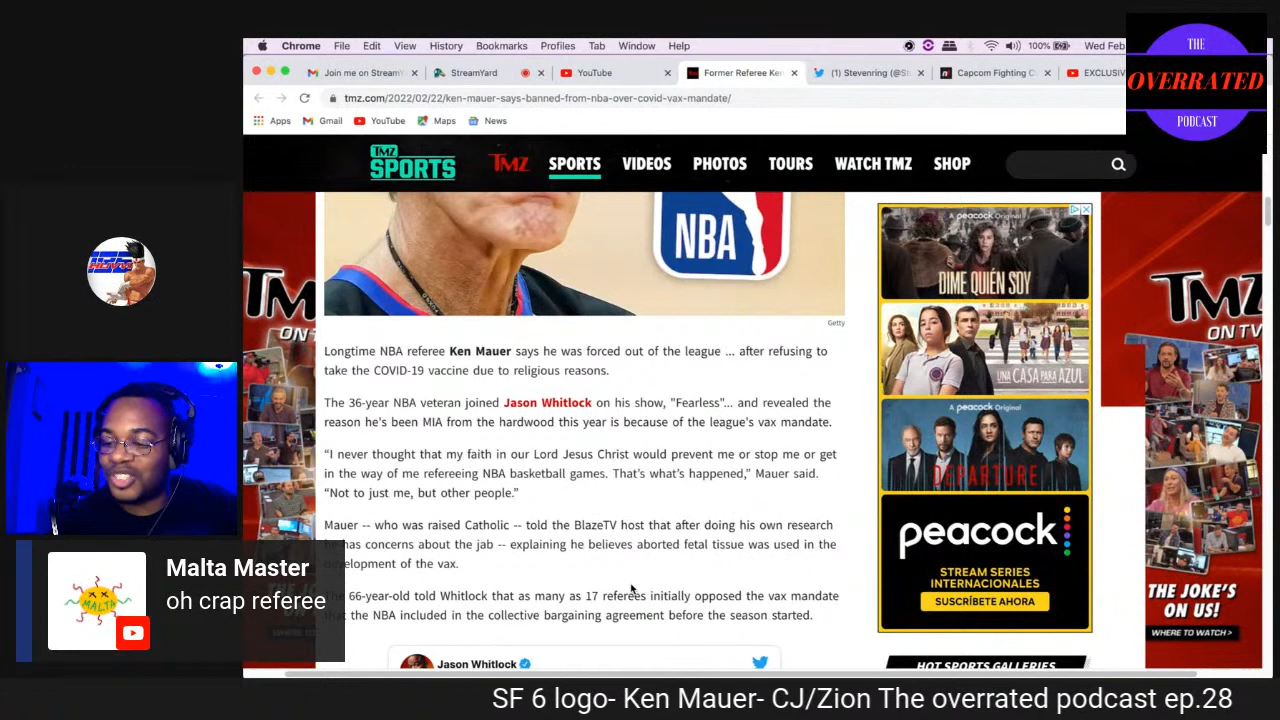 THE
OVERRATED
PODCAST
Chrome File Edit View History Bookmarks Profiles Tab Window Help
100% Wed Feb
Join me on StreamY
StreamYard
YouTube
Former Referee Ken
(1) Stevenring (@St
Capcom Fighting C
EXCLUSIV
tmz.com/2022/02/22/ken-mauer-says-banned-from-nba-over-covid-vax-mandate/
Apps Gmail YouTube Maps News
TMZ SPORTS
TMZ SPORTS VIDEOS PHOTOS TOURS WATCH TMZ SHOP
NBA
Getty
Longtime NBA referee Ken Mauer says he was forced out of the league ... after refusing to
take the COVID-19 vaccine due to religious reasons.
The 36-year NBA veteran joined Jason Whitlock on his show, "Fearless"... and revealed the
reason he's been MIA from the hardwood this year is because of the league's vax mandate.
“I never thought that my faith in our Lord Jesus Christ would prevent me or stop me or get
in the way of me refereeing NBA basketball games. That’s what’s happened,” Mauer said.
“Not to just me, but other people.”
Mauer -- who was raised Catholic -- told the BlazeTV host that after doing his own research
he has concerns about the jab -- explaining he believes aborted fetal tissue was used in the
development of the vax.
The 66-year-old told Whitlock that as many as 17 referees initially opposed the vax mandate
that the NBA included in the collective bargaining agreement before the season started.
Jason Whitlock
a peacock Original
DIME QUIÉN SOY
UNA CASA PARA AZUL
a peacock Original
DEPARTURE
peacock
STREAM SERIES
INTERNACIONALES
SUSCRÍBETE AHORA
HOT SPORTS GALLERIES
TM
ON T
TMZ
ON TV
THE JOKE'S
ON US!
WHERE TO WATCH >
MALTA
Malta Master
oh crap referee
SF 6 logo- Ken Mauer- CJ/Zion The overrated podcast ep.28